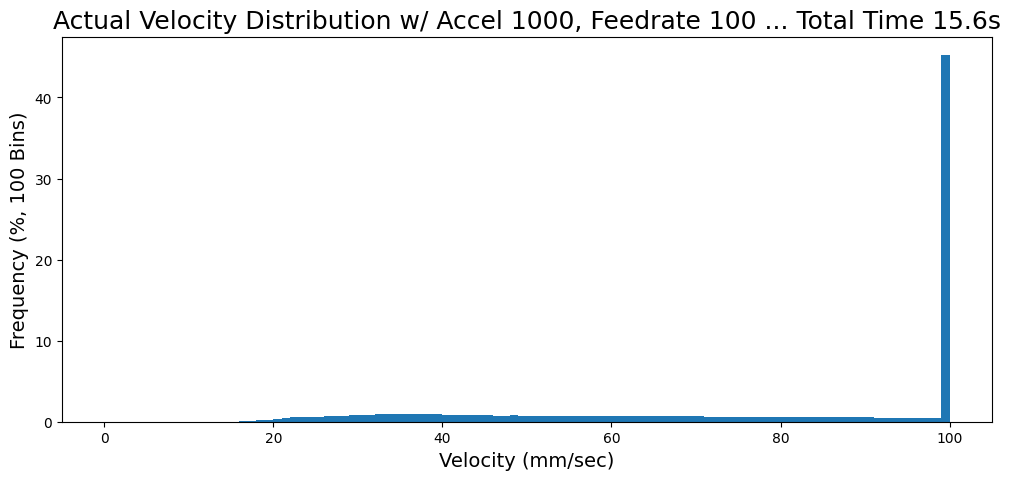 Actual Velocity Distribution w/ Accel 1000, Feedrate 100 ... Total Time 15.6s
Frequency (%, 100 Bins)
40
30
20
10
0
0 20 40 60 80 100
Velocity (mm/sec)